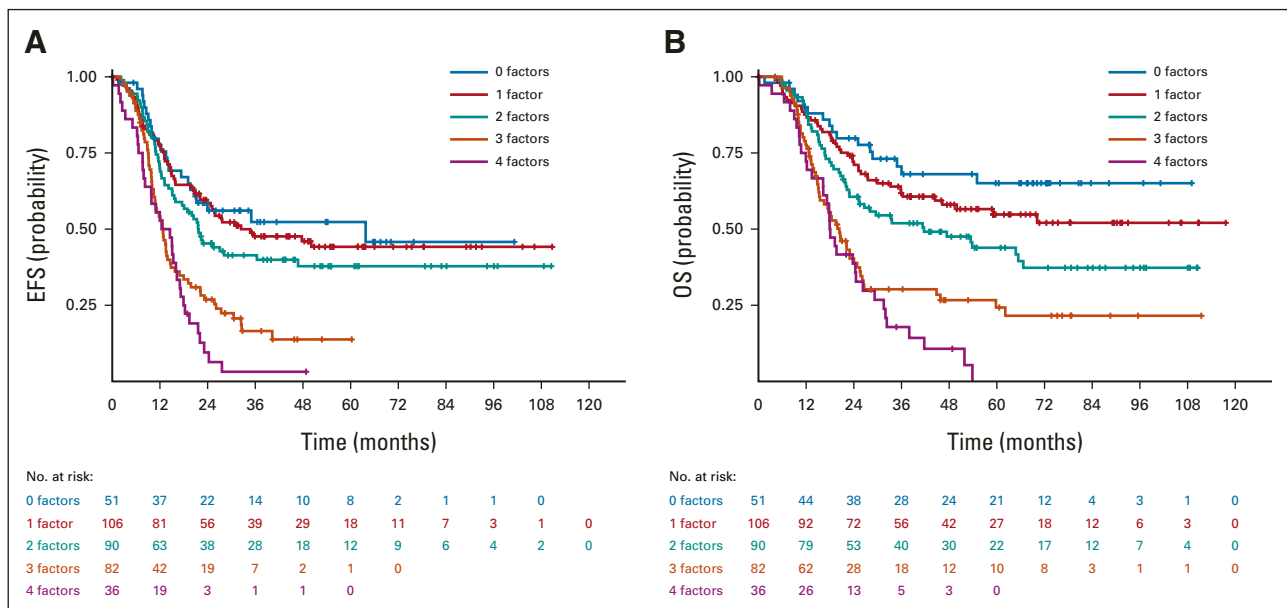 A
1.00
0.75
0.50
0.25
EFS (probability)
0 factors
1 factor
2 factors
3 factors
4 factors
0 12 24 36 48 60 72 84 96 108 120
Time (months)
No. at risk:
0 factors 51 37 22 14 10 8 2 1 1 0
1 factor 106 81 56 39 29 18 11 7 3 1 0
2 factors 90 63 38 28 18 12 9 6 4 2 0
3 factors 82 42 19 7 2 1 0
4 factors 36 19 3 1 1 0
B
1.00
0.75
0.50
0.25
OS (probability)
0 factors
1 factor
2 factors
3 factors
4 factors
0 12 24 36 48 60 72 84 96 108 120
Time (months)
No. at risk:
0 factors 51 44 38 28 24 21 12 4 3 1 0
1 factor 106 92 72 56 42 27 18 12 6 3 0
2 factors 90 79 53 40 30 22 17 12 7 4 0
3 factors 82 62 28 18 12 10 8 3 1 1 0
4 factors 36 26 13 5 3 0